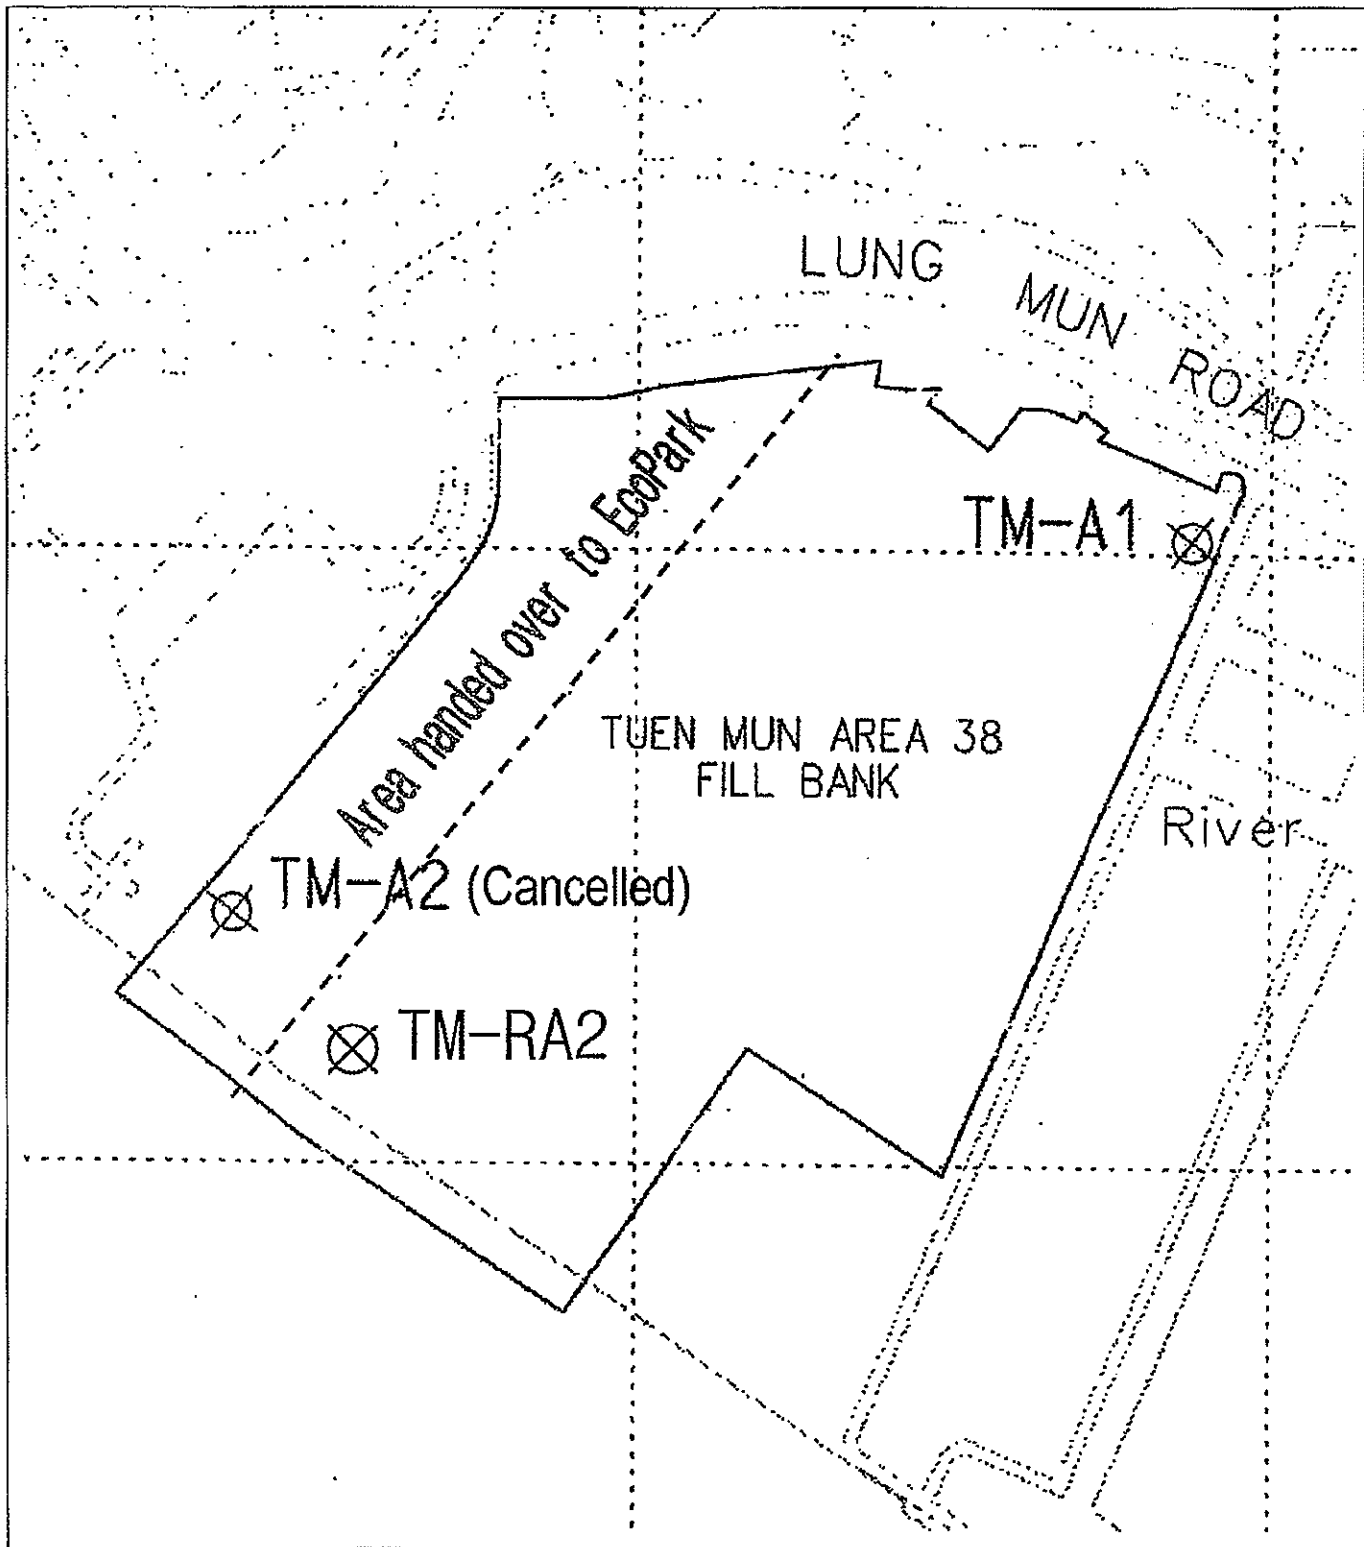 LUNG
MUN
ROAD
Area handed over to EcoPark
TM-A1
TUEN MUN AREA 38
FILL BANK
River
TM-A2 (Cancelled)
TM-RA2